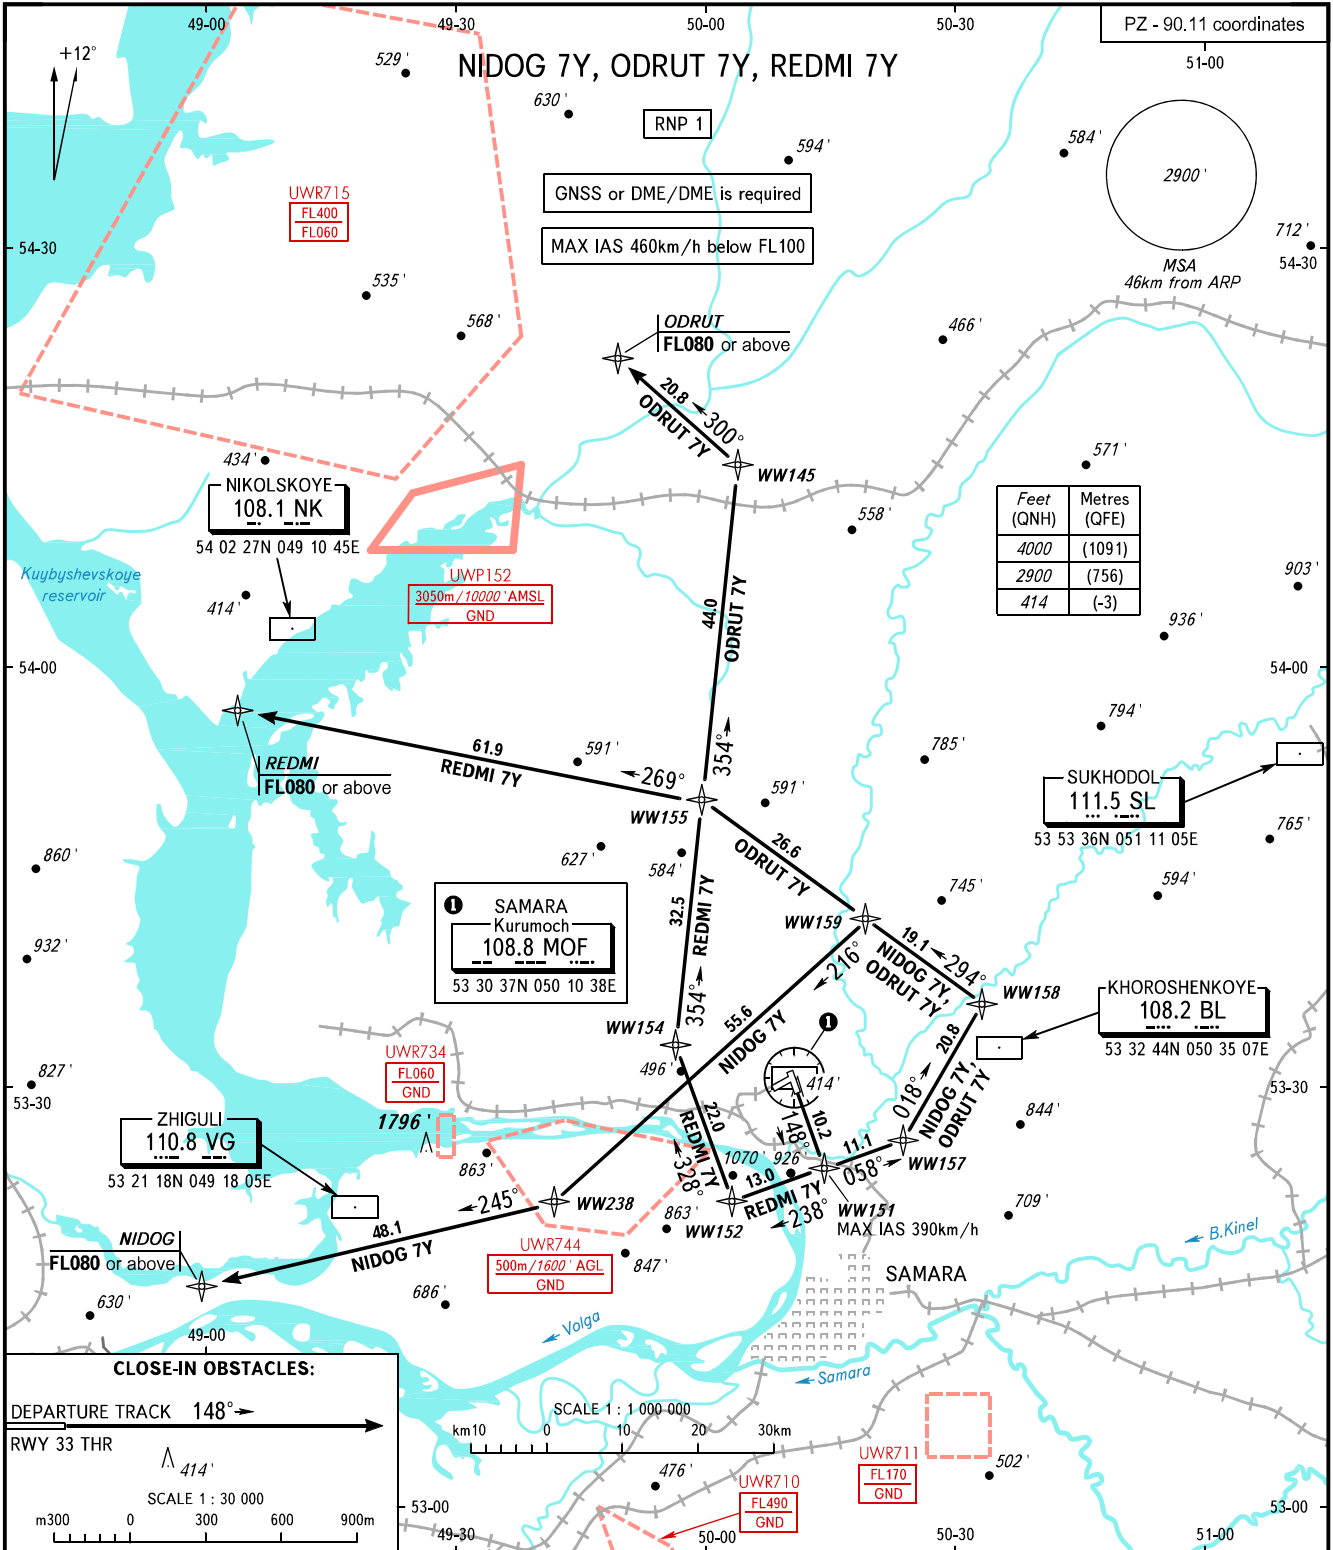 49-00
49-30
50-00
50-30
PZ - 90.11 coordinates
51-00
+12°
529'
NIDOG 7Y, ODRUT 7Y, REDMI 7Y
630'
RNP 1
594'
584'
2900'
UWR715
FL400
FL060
GNSS or DME/DME is required
MAX IAS 460km/h below FL100
712'
54-30
54-30
MSA
46km from ARP
535'
568'
ODRUT
FL080 or above
466'
20.8
300°
ODRUT 7Y
434'
WW145
571'
NIKOLSKOYE
108.1 NK
54 02 27N 049 10 45E
Feet
(QNH)
Metres
(QFE)
4000
(1091)
2900
(756)
414
(-3)
558'
Kuybyshevskoye
reservoir
414'
UWP152
3050m/10000'AMSL
GND
903'
44.0
ODRUT 7Y
936'
54-00
54-00
794'
61.9
REDMI 7Y
269°
354°
591'
785'
REDMI
FL080 or above
SUKHODOL
111.5 SL
53 53 36N 051 11 05E
WW155
591'
26.6
ODRUT 7Y
765'
860'
627'
584'
594'
745'
1
SAMARA
Kurumoch
108.8 MOF
53 30 37N 050 10 38E
32.5
REDMI 7Y
WW159
19.1
294°
NIDOG 7Y,
ODRUT 7Y
932'
216°
WW158
KHOROSHENKOYE
108.2 BL
53 32 44N 050 35 07E
354°
55.6
NIDOG 7Y
WW154
1
20.8
NIDOG 7Y,
ODRUT 7Y
018°
UWR734
FL060
GND
496'
414'
827'
53-30
53-30
ZHIGULI
110.8 VG
53 21 18N 049 18 05E
1796'
844'
22.0
REDMI 7Y
328°
10.2
148°
11.1
058°
WW157
863'
1070'
926'
13.0
REDMI 7Y
238°
WW151
MAX IAS 390km/h
245°
WW238
863'
WW152
709'
48.1
NIDOG 7Y
NIDOG
FL080 or above
UWR744
500m/1600' AGL
GND
847'
B.Kinel
SAMARA
686'
630'
Volga
49-00
CLOSE-IN OBSTACLES:
DEPARTURE TRACK 148°
RWY 33 THR
414'
SCALE 1 : 30 000
m300 0 300 600 900m
Samara
SCALE 1 : 1 000 000
km10 0 10 20 30km
UWR711
FL170
GND
502'
476'
UWR710
FL490
GND
53-00
53-00
49-30
50-00
50-30
51-00